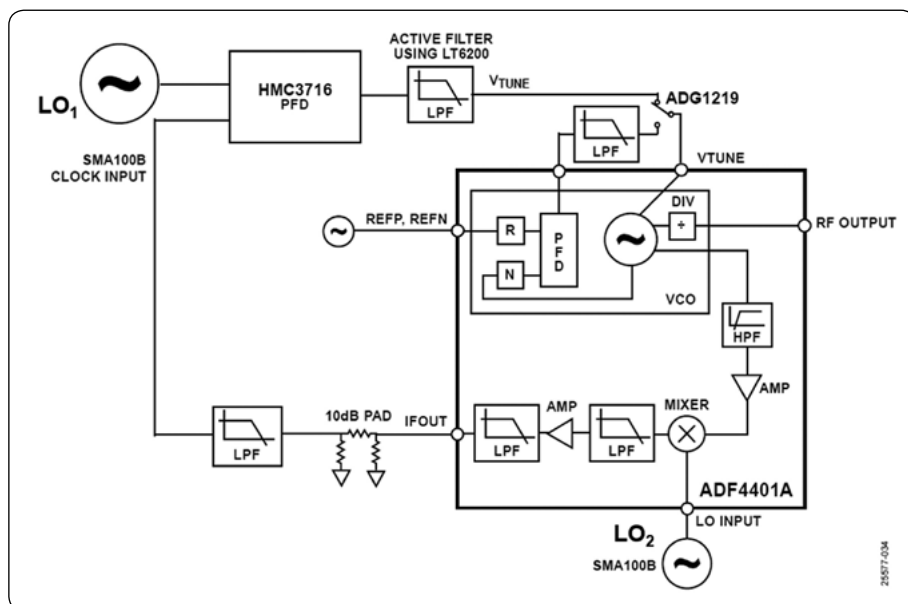 ACTIVE FILTER
USING LT6200
HMC3716
PFD
LPF
VTUNE
ADG1219
LO1
SMA100B
CLOCK INPUT
LPF
VTUNE
DIV
÷
RF OUTPUT
REFP, REFN
R
PFD
N
VCO
HPF
AMP
10dB PAD
IFOUT
AMP
MIXER
LPF
LPF
LPF
ADF4401A
LO INPUT
LO2
SMA100B
25577-034